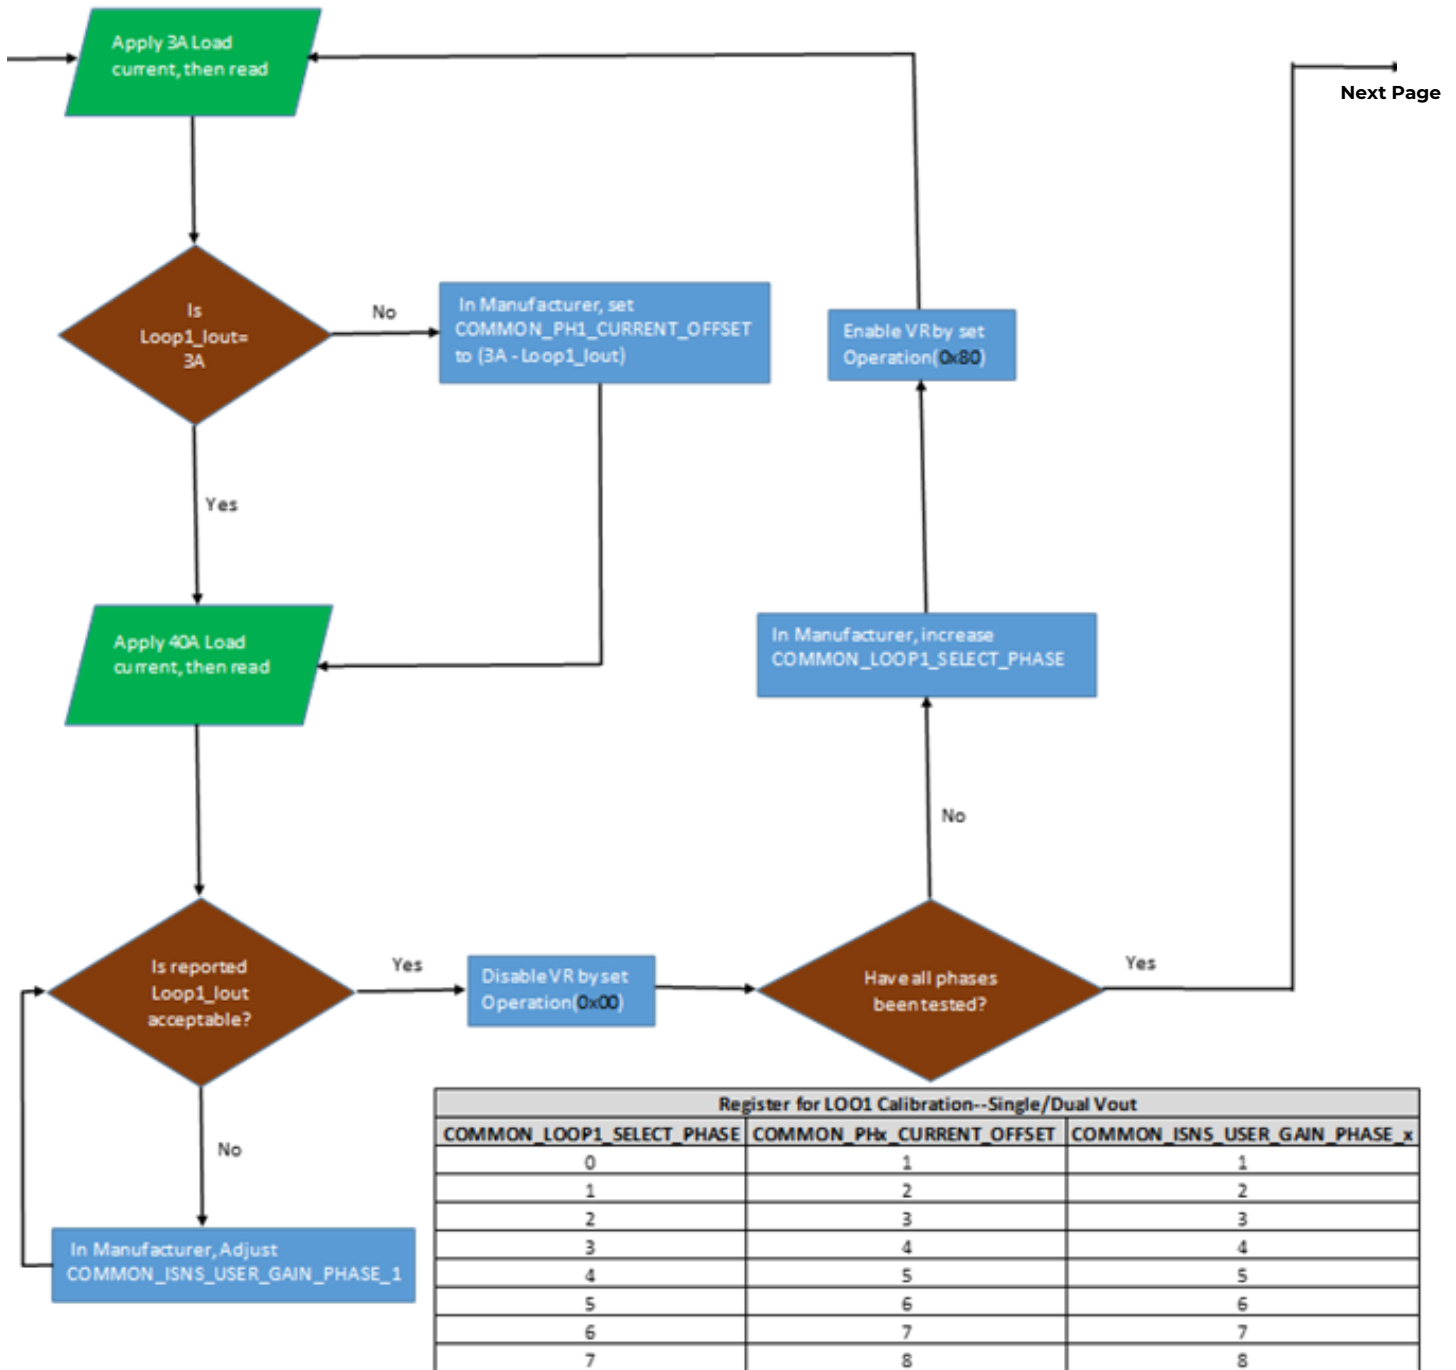 Apply 3A Load
current, then read
Next Page
Is
Loop1_Iout=
3A
No
In Manufacturer, set
COMMON_PH1_CURRENT_OFFSET
to (3A - Loop1_Iout)
Enable VR by set
Operation(0x80)
Yes
Apply 40A Load
current, then read
In Manufacturer, increase
COMMON_LOOP1_SELECT_PHASE
No
Is reported
Loop1_Iout
acceptable?
Yes
Disable VR by set
Operation(0x00)
Have all phases
been tested?
Yes
No
In Manufacturer, Adjust
COMMON_ISNS_USER_GAIN_PHASE_1
Register for LOO1 Calibration--Single/Dual Vout
COMMON_LOOP1_SELECT_PHASE COMMON_PHx_CURRENT_OFFSET COMMON_ISNS_USER_GAIN_PHASE_x
0 1 1
1 2 2
2 3 3
3 4 4
4 5 5
5 6 6
6 7 7
7 8 8